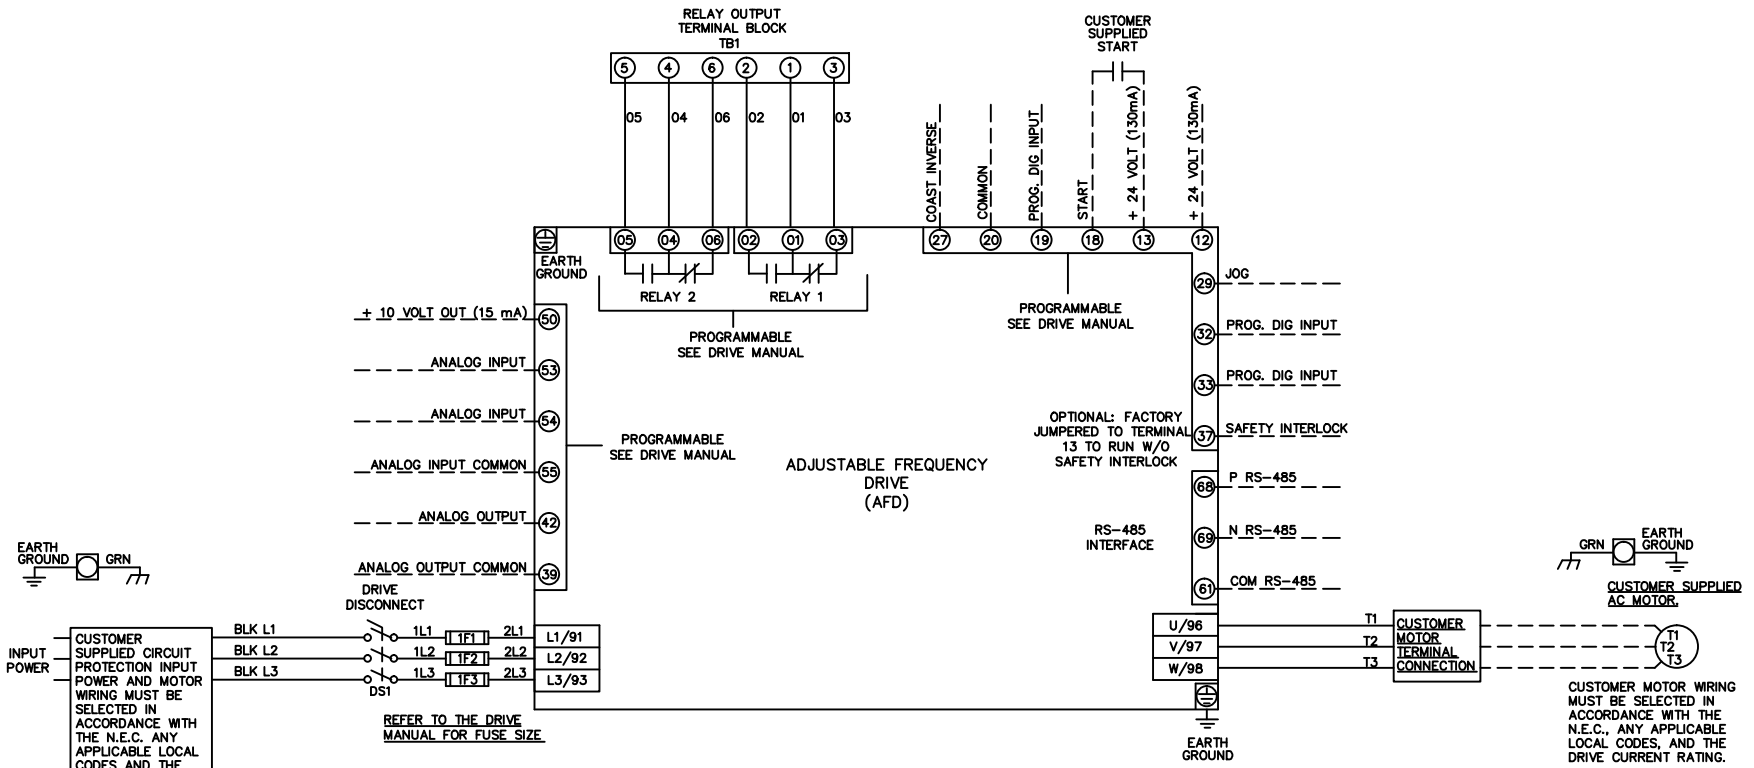 RELAY OUTPUT
TERMINAL BLOCK
TB1
5 4 6 2 1 3
05 04 06 02 01 03
CUSTOMER
SUPPLIED
START
COAST INVERSE
COMMON
PROG. DIG INPUT
START
+ 24 VOLT (130mA)
+ 24 VOLT (130mA)
05 04 06 02 01 03
27 20 19 18 13 12
EARTH
GROUND
RELAY 2
RELAY 1
PROGRAMMABLE
SEE DRIVE MANUAL
PROGRAMMABLE
SEE DRIVE MANUAL
29 JOG
32 PROG. DIG INPUT
33 PROG. DIG INPUT
37 SAFETY INTERLOCK
OPTIONAL: FACTORY
JUMPERED TO TERMINAL
13 TO RUN W/O
SAFETY INTERLOCK
68 P RS-485
69 N RS-485
61 COM RS-485
RS-485
INTERFACE
+ 10 VOLT OUT (15 mA) 50
ANALOG INPUT 53
ANALOG INPUT 54
ANALOG INPUT COMMON 55
ANALOG OUTPUT 42
ANALOG OUTPUT COMMON 39
PROGRAMMABLE
SEE DRIVE MANUAL
ADJUSTABLE FREQUENCY
DRIVE
(AFD)
EARTH
GROUND
GRN
DRIVE
DISCONNECT
INPUT
POWER
CUSTOMER
SUPPLIED CIRCUIT
PROTECTION INPUT
POWER AND MOTOR
WIRING MUST BE
SELECTED IN
ACCORDANCE WITH
THE N.E.C. ANY
APPLICABLE LOCAL
CODES AND THE
BLK L1 1L1 1F1 2L1 L1/91
BLK L2 1L2 1F2 2L2 L2/92
BLK L3 1L3 1F3 2L3 L3/93
DS1
REFER TO THE DRIVE
MANUAL FOR FUSE SIZE
U/96 T1
V/97 T2
W/98 T3
EARTH
GROUND
CUSTOMER
MOTOR
TERMINAL
CONNECTION
GRN
EARTH
GROUND
CUSTOMER SUPPLIED
AC MOTOR.
T1
T2
T3
CUSTOMER MOTOR WIRING
MUST BE SELECTED IN
ACCORDANCE WITH THE
N.E.C., ANY APPLICABLE
LOCAL CODES, AND THE
DRIVE CURRENT RATING.